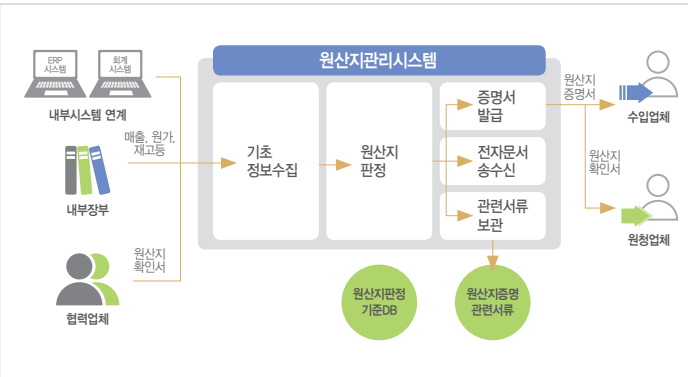 원산지관리시스템
ERP
시스템
회계
시스템
내부시스템 연계
매출, 원가,
재고등
내부장부
원산지
확인서
협력업체
기초
정보수집
원산지
판정
증명서
발급
전자문서
송수신
관련서류
보관
원산지
증명서
수입업체
원산지
확인서
원청업체
원산지판정
기준DB
원산지증명
관련서류